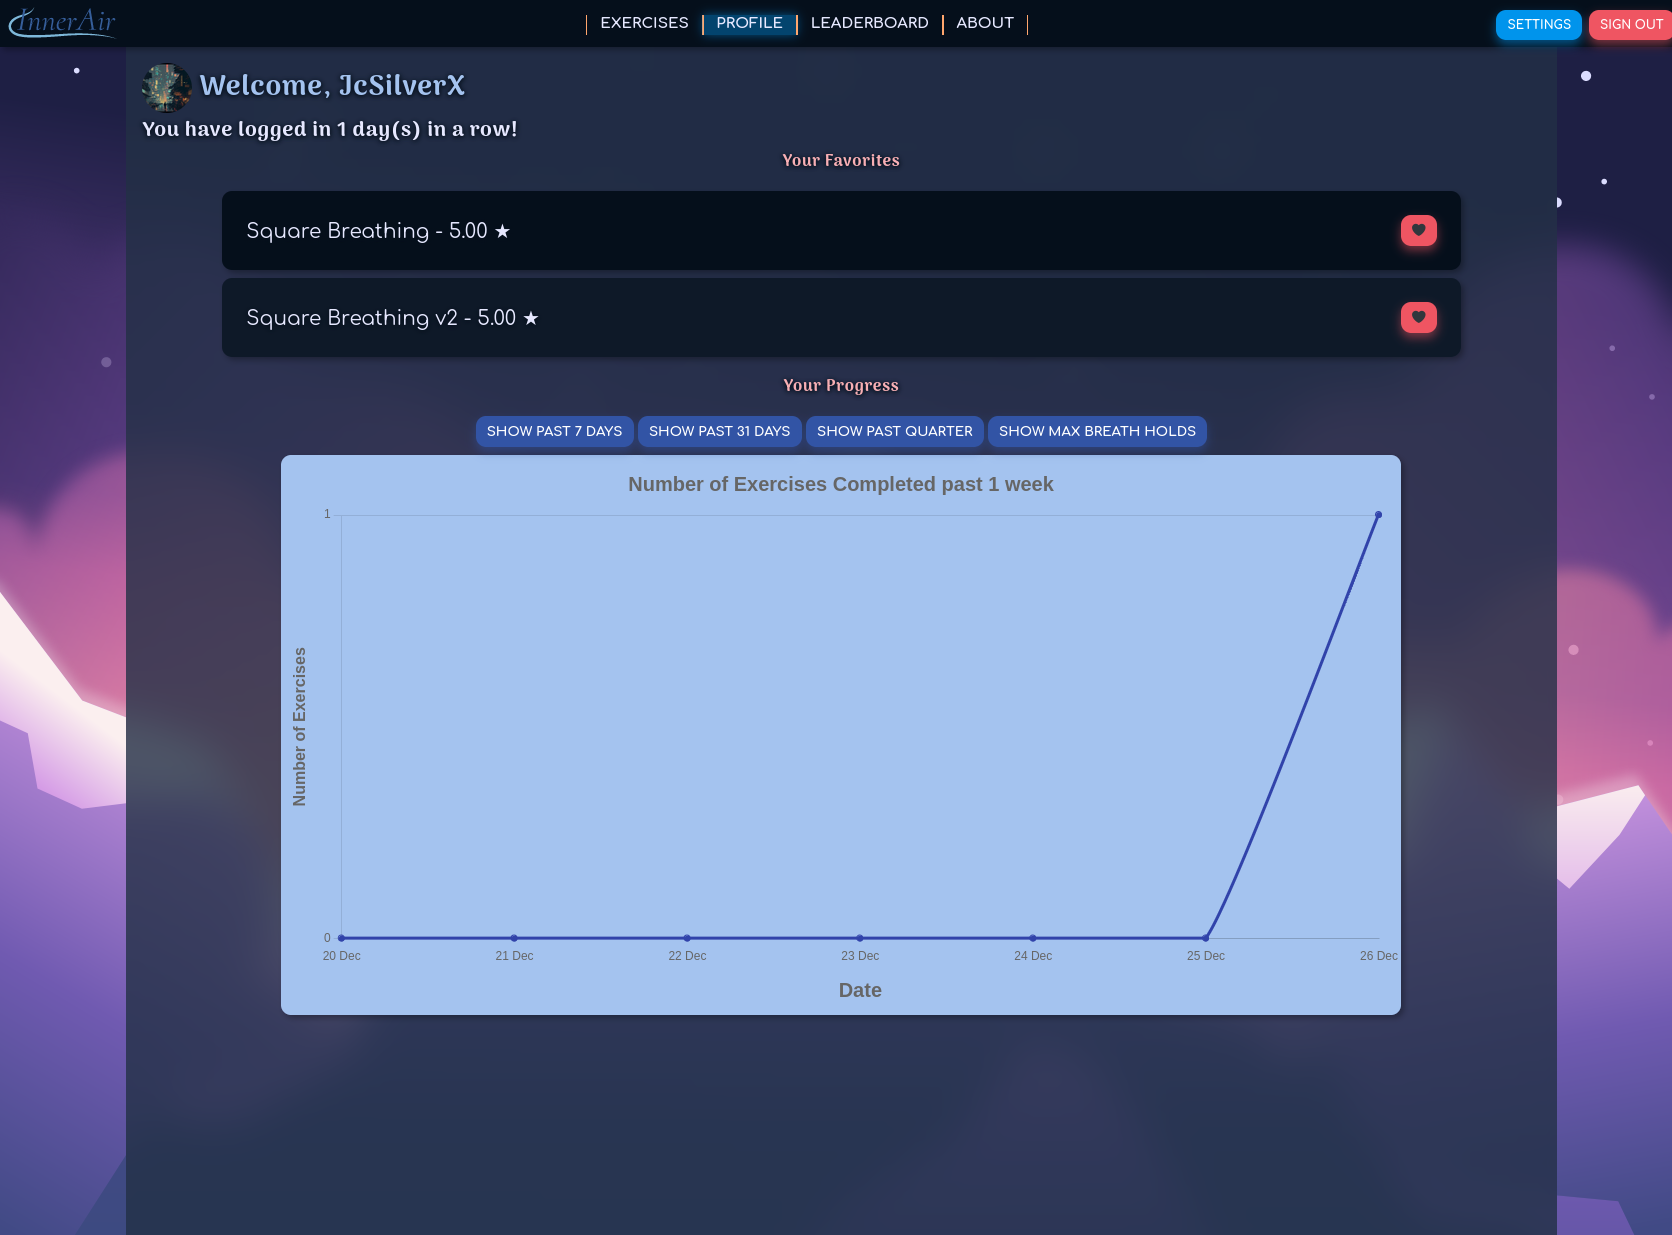 InnerAir
EXERCISES
PROFILE
LEADERBOARD
ABOUT
SETTINGS
SIGN OUT
Welcome, JcSilverX
You have logged in 1 day(s) in a row!
Your Favorites
Square Breathing - 5.00 ★
Square Breathing v2 - 5.00 ★
Your Progress
SHOW PAST 7 DAYS
SHOW PAST 31 DAYS
SHOW PAST QUARTER
SHOW MAX BREATH HOLDS
Number of Exercises Completed past 1 week
1
Number of Exercises
0
20 Dec
21 Dec
22 Dec
23 Dec
24 Dec
25 Dec
26 Dec
Date